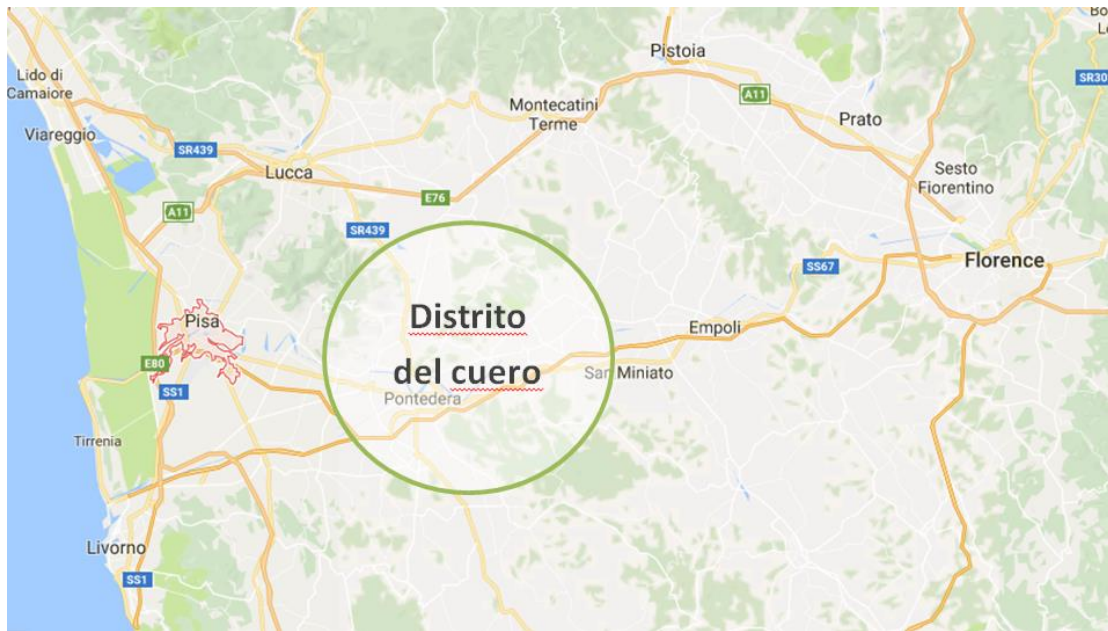 Bo
Lo
Pistoia
Lido di
Camaiore
SR30
A11
Montecatini
Terme
Prato
Viareggio
SR439
Sesto
Fiorentino
Lucca
E76
A11
SR439
SS67
Florence
Distrito
Pisa
Empoli
E80
del cuero
San Miniato
SS1
Pontedera
Tirrenia
Livorno
SS1